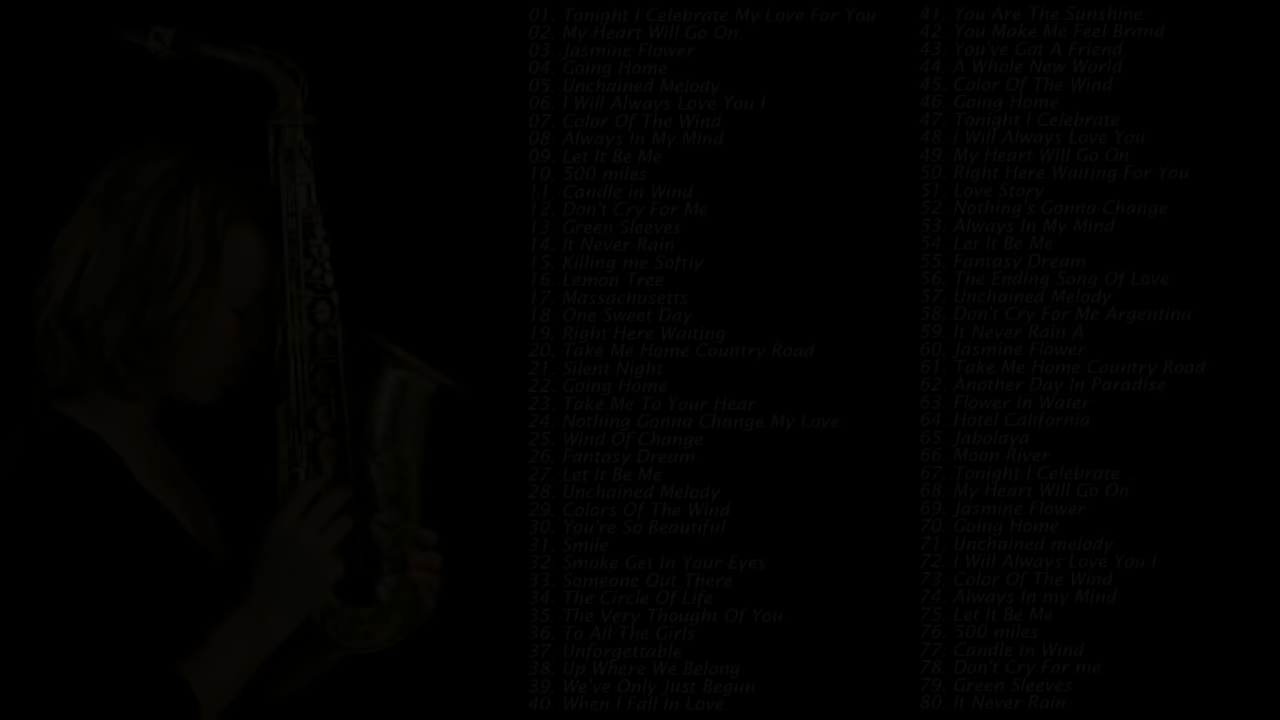 01. Tonight I Celebrate My Love For You
02. My Heart Will Go On
03. Jasmine Flower
04. Going Home
05. Unchained Melody
06. I Will Always Love You I
07. Color Of The Wind
08. Always In My Mind
09. Let It Be Me
10. 500 miles
11. Candle in Wind
12. Don't Cry For Me
13. Green Sleeves
14. It Never Rain
15. Killing me Softly
16. Lemon Tree
17. Massachusetts
18. One Sweet Day
19. Right Here Waiting
20. Take Me Home Country Road
21. Silent Night
22. Going Home
23. Take Me To Your Hear
24. Nothing Gonna Change My Love
25. Wind Of Change
26. Fantasy Dream
27. Let It Be Me
28. Unchained Melody
29. Colors Of The Wind
30. You're So Beautiful
31. Smile
32. Smoke Get in Your Eyes
33. Someone Out There
34. The Circle Of Life
35. The Very Thought Of You
36. To All The Girls
37. Unforgettable
38. Up Where We Belong
39. We've Only Just Begun
40. When I Fall In Love
41. You Are The Sunshine
42. You Make Me Feel Brand
43. You've Got A Friend
44. A Whole New World
45. Color Of The Wind
46. Going Home
47. Tonight I Celebrate
48. I Will Always Love You
49. My Heart Will Go On
50. Right Here Waiting For You
51. Love Story
52. Nothing's Gonna Change
53. Always In My Mind
54. Let It Be Me
55. Fantasy Dream
56. The Ending Song Of Love
57. Unchained Melody
58. Don't Cry For Me Argentina
59. It Never Rain A
60. Jasmine Flower
61. Take Me Home Country Road
62. Another Day In Paradise
63. Flower in Water
64. Hotel California
65. Jabolaya
66. Moon River
67. Tonight I Celebrate
68. My Heart Will Go On
69. Jasmine Flower
70. Going Home
71. Unchained melody
72. I Will Always Love You I
73. Color Of The Wind
74. Always In my Mind
75. Let It Be Me
76. 500 miles
77. Candle in Wind
78. Don't Cry For me
79. Green Sleeves
80. It Never Rain